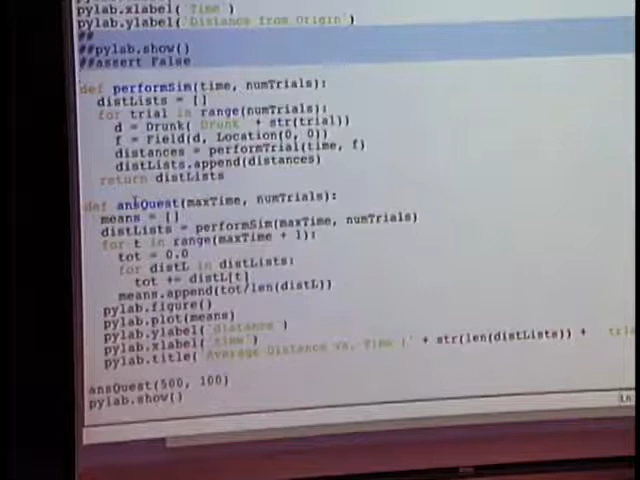 pylab.xlabel('Time')
pylab.ylabel('Distance from Origin')
##
##pylab.show()
##assert False
def performSim(time, numTrials):
distLists = []
for trial in range(numTrials):
d = Drunk('Drunk' + str(trial))
f = Field(d, Location(0, 0))
distances = performTrial(time, f)
distLists.append(distances)
return distLists
def ansQuest(maxTime, numTrials):
means = []
distLists = performSim(maxTime, numTrials)
for t in range(maxTime + 1):
tot = 0.0
for distL in distLists:
tot += distL[t]
means.append(tot/len(distL))
pylab.figure()
pylab.plot(means)
pylab.ylabel('distance')
pylab.xlabel('time')
pylab.title('Average Distance vs. Time (' + str(len(distLists)) +
ansQuest(500, 100)
pylab.show()